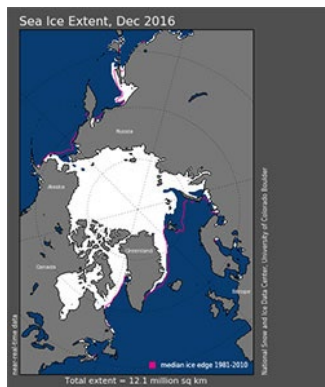 Sea Ice Extent, Dec 2016
Russia
Alaska
Greenland
Canada
Europe
near-real-time data
National Snow and Ice Data Center, University of Colorado Boulder
median ice edge 1981-2010
Total extent = 12.1 million sq km